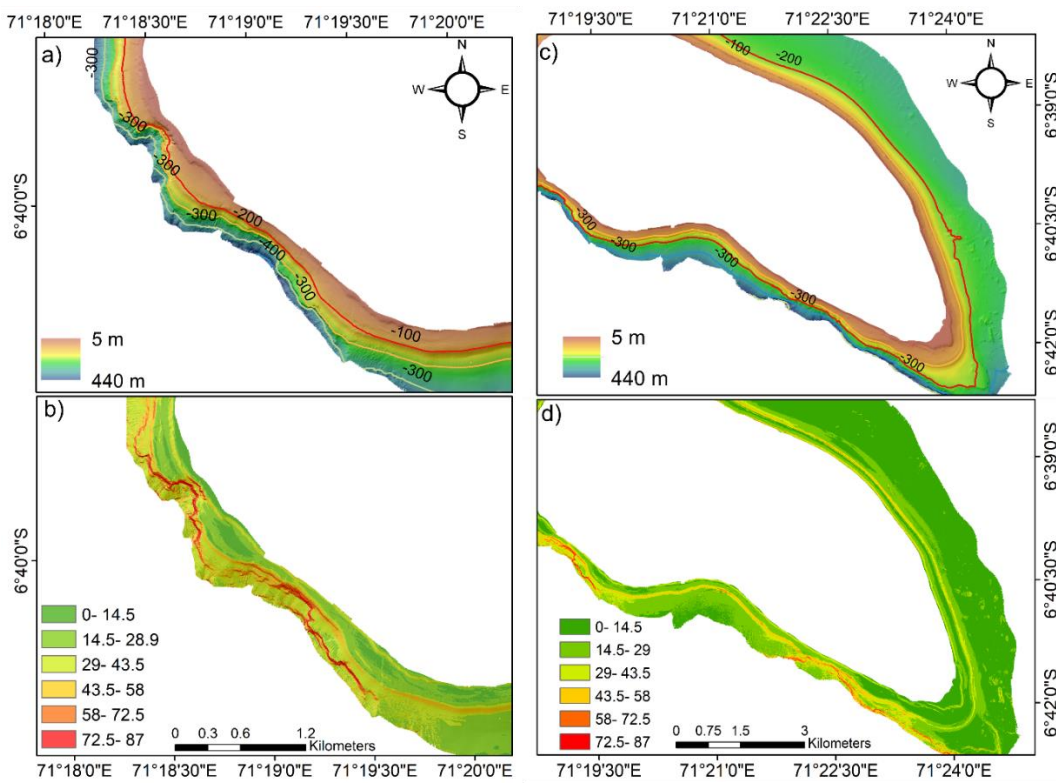 71°18'0"E 71°18'30"E 71°19'0"E 71°19'30"E 71°20'0"E
71°19'30"E 71°21'0"E 71°22'30"E 71°24'0"E
a)
-300
-300
-300
-300
-200
-400
-300
-100
-300
N
W E
S
6°40'0"S
5 m
440 m
c)
-100
-200
-300
-300
-300
-300
-300
N
W E
S
6°39'0"S
6°40'30"S
6°42'0"S
5 m
440 m
b)
6°40'0"S
0- 14.5
14.5- 28.9
29- 43.5
43.5- 58
58- 72.5
72.5- 87
0 0.3 0.6 1.2
Kilometers
d)
6°39'0"S
6°40'30"S
6°42'0"S
0- 14.5
14.5- 29
29- 43.5
43.5- 58
58- 72.5
72.5- 87
0 0.75 1.5 3
Kilometers
71°18'0"E 71°18'30"E 71°19'0"E 71°19'30"E 71°20'0"E
71°19'30"E 71°21'0"E 71°22'30"E 71°24'0"E